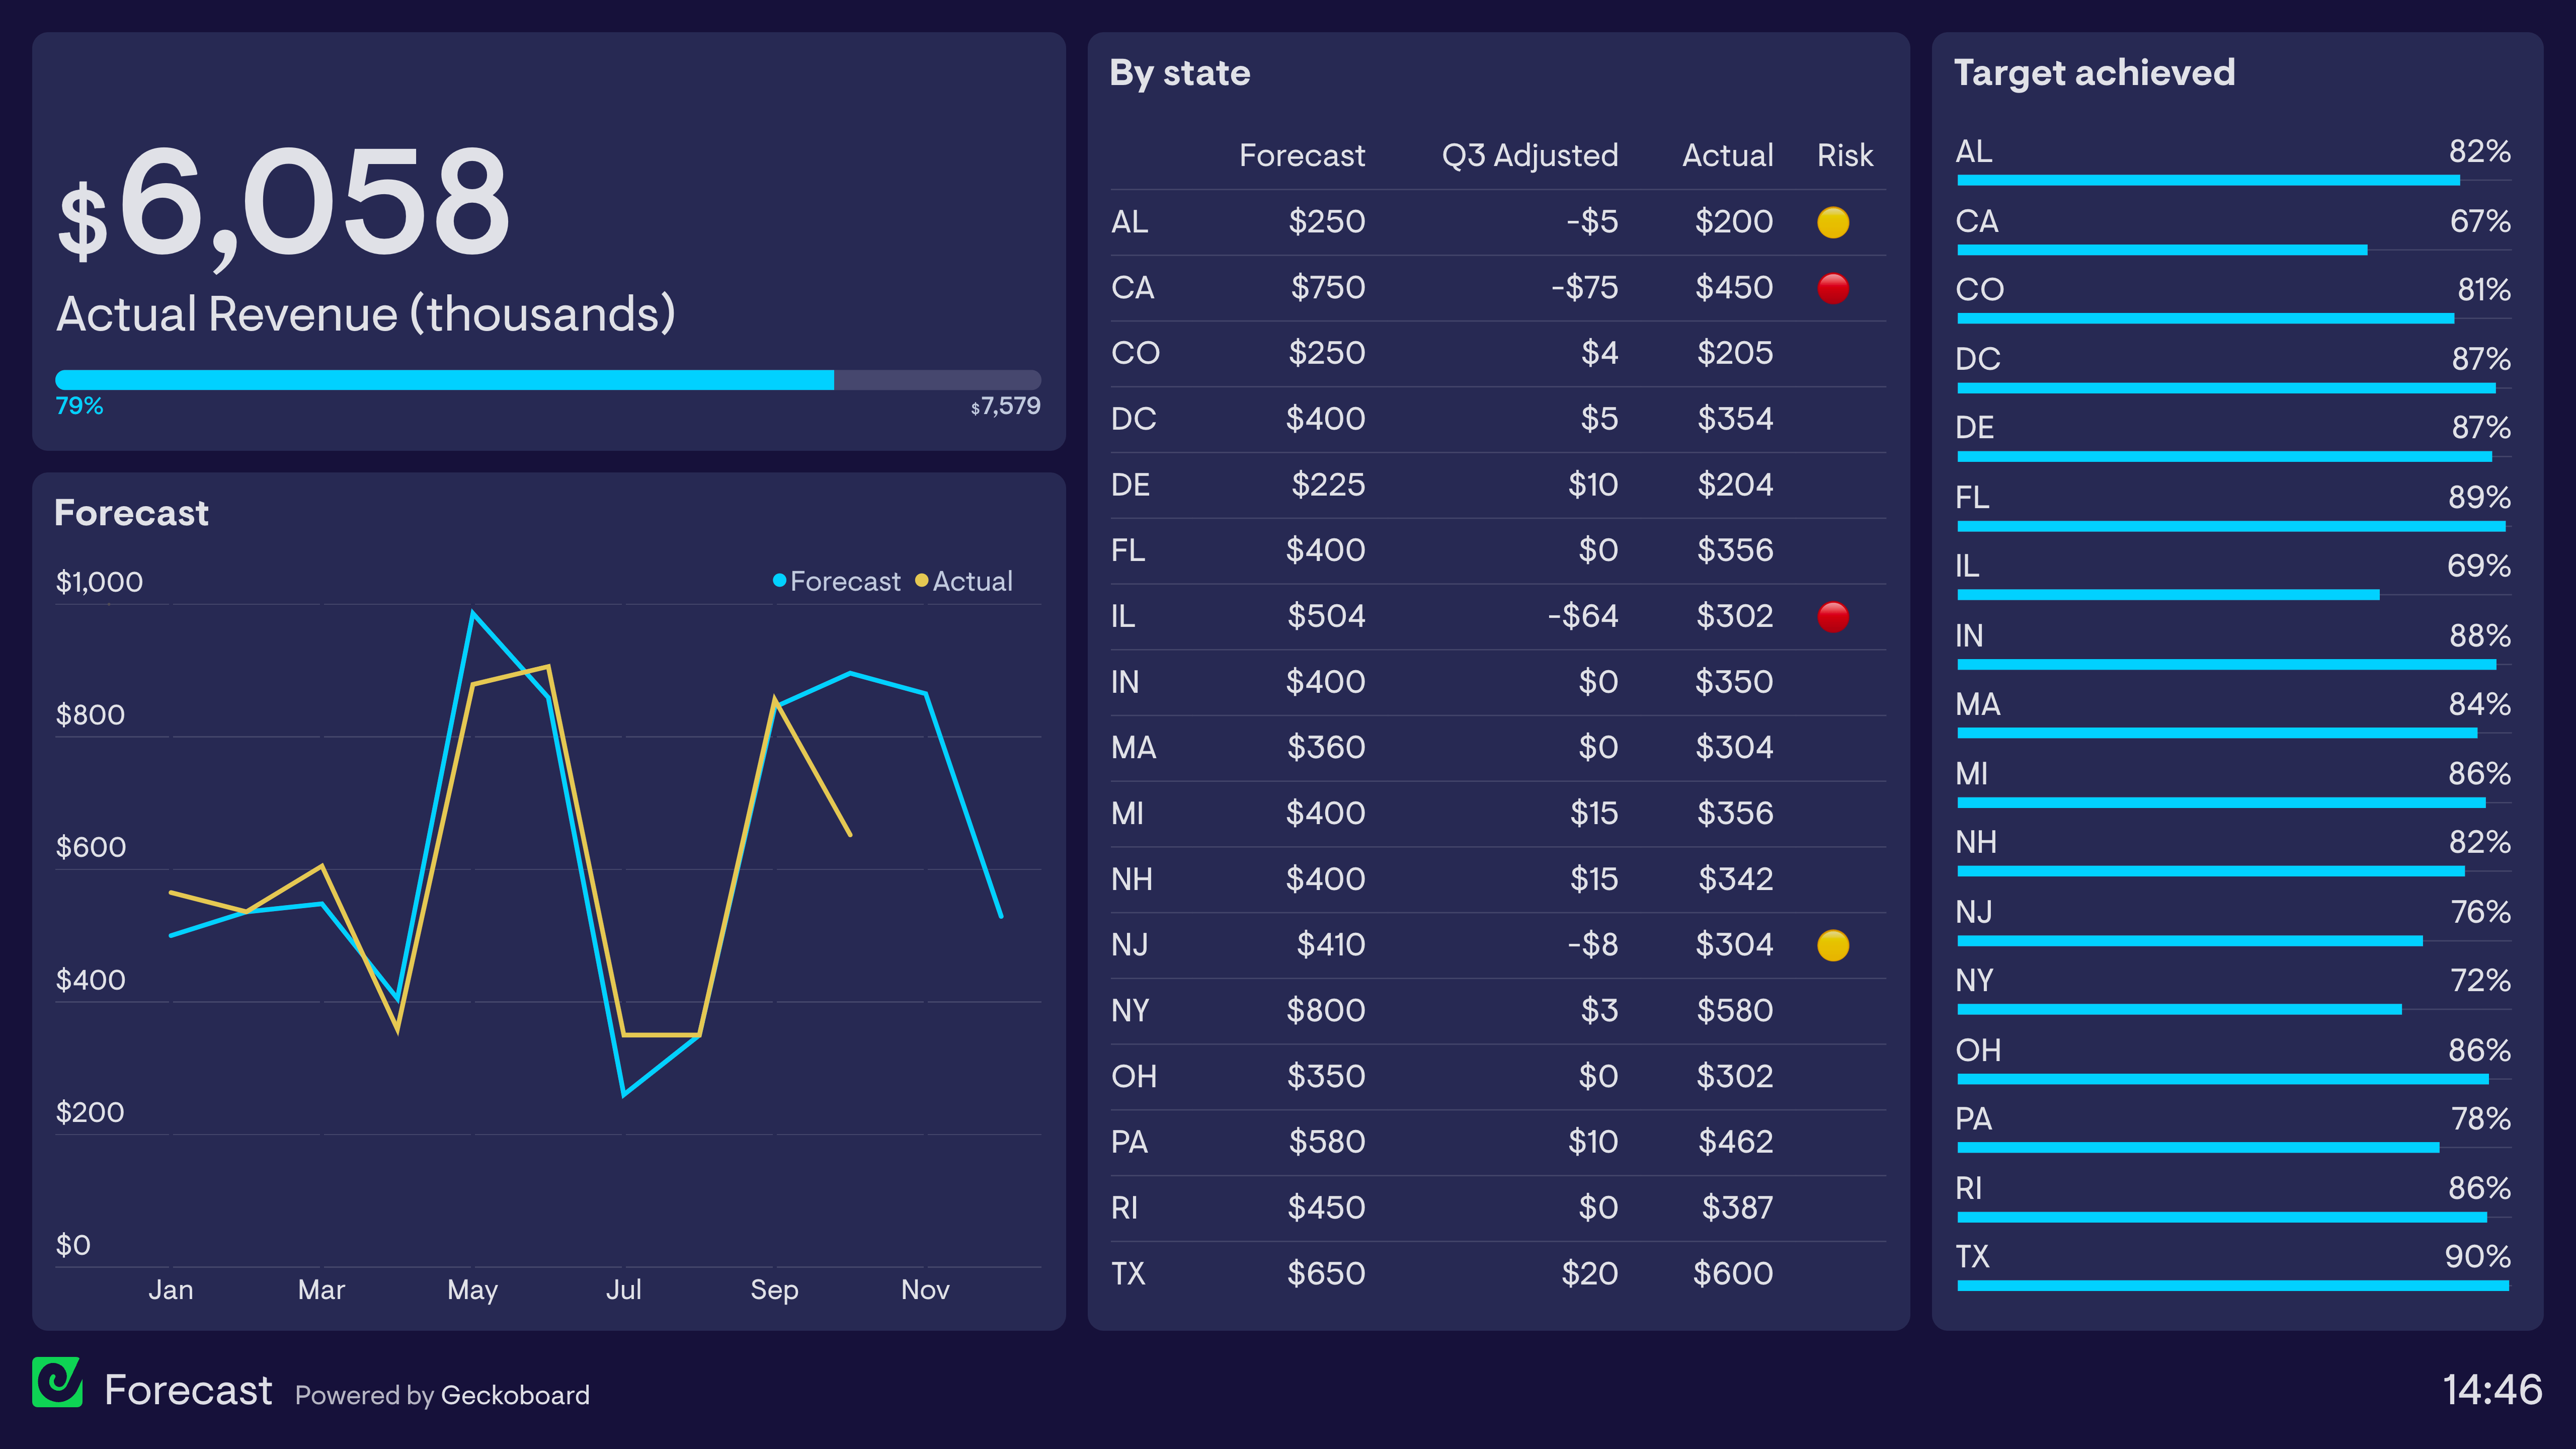 $6,058
Actual Revenue (thousands)
79% $7,579
Forecast
Forecast Actual
$1,000
$800
$600
$400
$200
$0
Jan Mar May Jul Sep Nov
By state
Forecast Q3 Adjusted Actual Risk
AL $250 -$5 $200
CA $750 -$75 $450
CO $250 $4 $205
DC $400 $5 $354
DE $225 $10 $204
FL $400 $0 $356
IL $504 -$64 $302
IN $400 $0 $350
MA $360 $0 $304
MI $400 $15 $356
NH $400 $15 $342
NJ $410 -$8 $304
NY $800 $3 $580
OH $350 $0 $302
PA $580 $10 $462
RI $450 $0 $387
TX $650 $20 $600
Target achieved
AL 82%
CA 67%
CO 81%
DC 87%
DE 87%
FL 89%
IL 69%
IN 88%
MA 84%
MI 86%
NH 82%
NJ 76%
NY 72%
OH 86%
PA 78%
RI 86%
TX 90%
Forecast Powered by Geckoboard
14:46